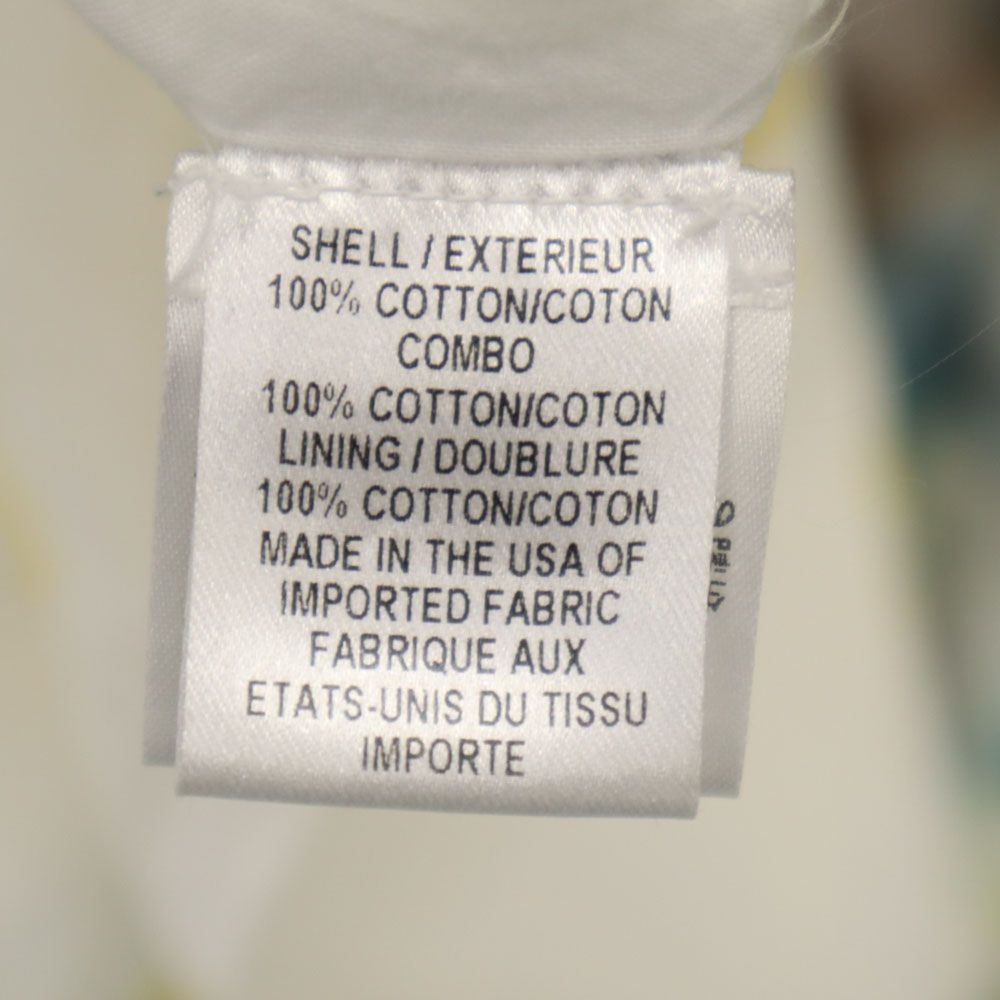 SHELL / EXTERIEUR
100% COTTON/COTON
COMBO
100% COTTON/COTON
LINING / DOUBLURE
100% COTTON/COTON
MADE IN THE USA OF
IMPORTED FABRIC
FABRIQUE AUX
ETATS-UNIS DU TISSU
IMPORTE